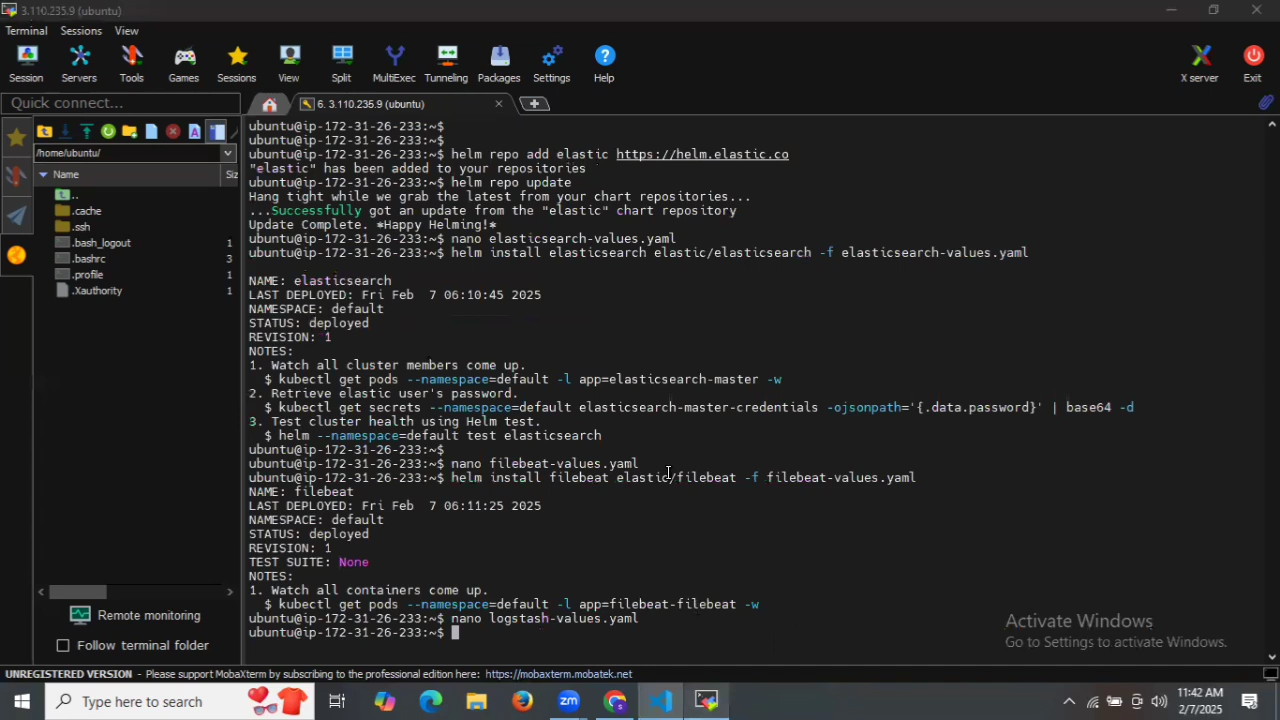 3.110.235.9 (ubuntu)
Terminal Sessions View
Session Servers Tools Games Sessions View Split MultiExec Tunneling Packages Settings Help X server Exit
Quick connect...
6. 3.110.235.9 (ubuntu)
/home/ubuntu/
Name Siz
..
.cache
.ssh
.bash_logout 1
.bashrc 3
.profile 1
.Xauthority 1
Remote monitoring
Follow terminal folder
ubuntu@ip-172-31-26-233:~$
ubuntu@ip-172-31-26-233:~$
ubuntu@ip-172-31-26-233:~$ helm repo add elastic https://helm.elastic.co
"elastic" has been added to your repositories
ubuntu@ip-172-31-26-233:~$ helm repo update
Hang tight while we grab the latest from your chart repositories...
...Successfully got an update from the "elastic" chart repository
Update Complete. *Happy Helming!*
ubuntu@ip-172-31-26-233:~$ nano elasticsearch-values.yaml
ubuntu@ip-172-31-26-233:~$ helm install elasticsearch elastic/elasticsearch -f elasticsearch-values.yaml
NAME: elasticsearch
LAST DEPLOYED: Fri Feb 7 06:10:45 2025
NAMESPACE: default
STATUS: deployed
REVISION: 1
NOTES:
1. Watch all cluster members come up.
$ kubectl get pods --namespace=default -l app=elasticsearch-master -w
2. Retrieve elastic user's password.
$ kubectl get secrets --namespace=default elasticsearch-master-credentials -ojsonpath='{.data.password}' | base64 -d
3. Test cluster health using Helm test.
$ helm --namespace=default test elasticsearch
ubuntu@ip-172-31-26-233:~$
ubuntu@ip-172-31-26-233:~$ nano filebeat-values.yaml
ubuntu@ip-172-31-26-233:~$ helm install filebeat elastic/filebeat -f filebeat-values.yaml
NAME: filebeat
LAST DEPLOYED: Fri Feb 7 06:11:25 2025
NAMESPACE: default
STATUS: deployed
REVISION: 1
TEST SUITE: None
NOTES:
1. Watch all containers come up.
$ kubectl get pods --namespace=default -l app=filebeat-filebeat -w
ubuntu@ip-172-31-26-233:~$ nano logstash-values.yaml
ubuntu@ip-172-31-26-233:~$
Activate Windows
Go to Settings to activate Windows.
UNREGISTERED VERSION - Please support MobaXterm by subscribing to the professional edition here: https://mobaxterm.mobatek.net
Type here to search
zm
11:42 AM
2/7/2025